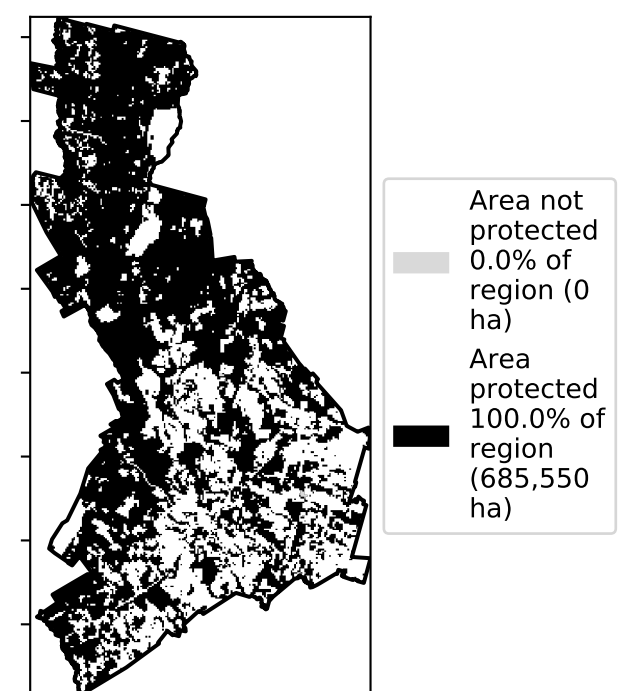 Area not
protected
0.0% of
region (0
ha)
Area
protected
100.0% of
region
(685,550
ha)